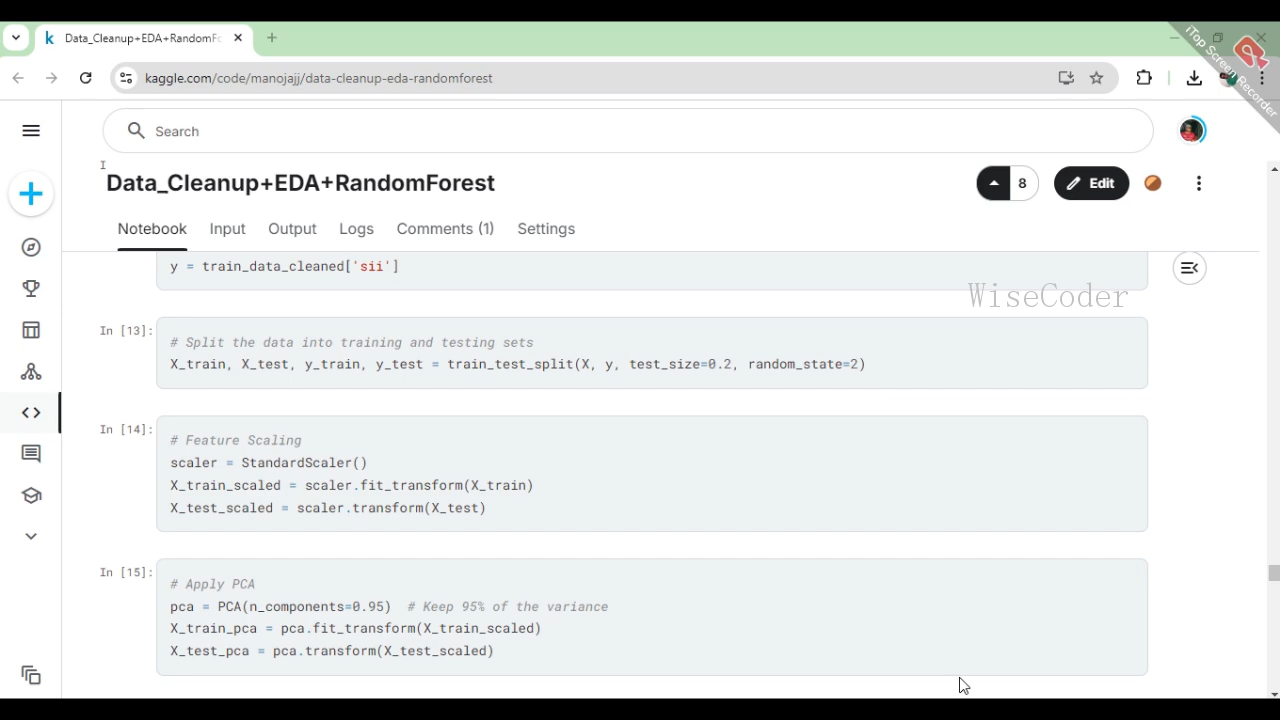 Data_Cleanup+EDA+RandomFo
kaggle.com/code/manojajj/data-cleanup-eda-randomforest
iTop Screen Recorder
Search
Data_Cleanup+EDA+RandomForest
8
Edit
Notebook Input Output Logs Comments (1) Settings
y = train_data_cleaned['sii']
WiseCoder
In [13]:
# Split the data into training and testing sets
X_train, X_test, y_train, y_test = train_test_split(X, y, test_size=0.2, random_state=2)
In [14]:
# Feature Scaling
scaler = StandardScaler()
X_train_scaled = scaler.fit_transform(X_train)
X_test_scaled = scaler.transform(X_test)
In [15]:
# Apply PCA
pca = PCA(n_components=0.95)  # Keep 95% of the variance
X_train_pca = pca.fit_transform(X_train_scaled)
X_test_pca = pca.transform(X_test_scaled)